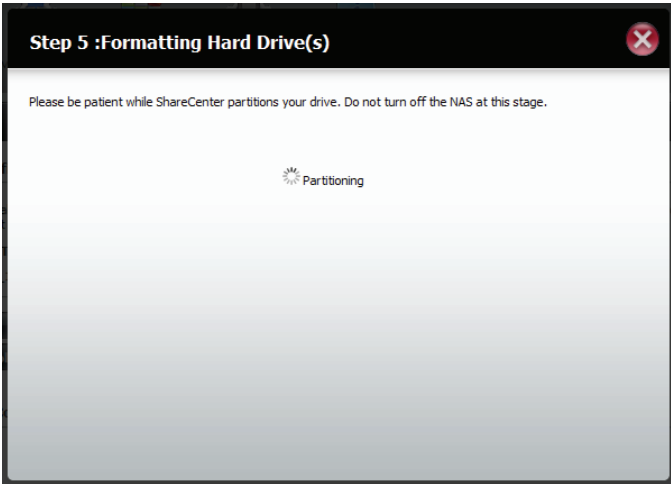 Step 5 :Formatting Hard Drive(s)
Please be patient while ShareCenter partitions your drive. Do not turn off the NAS at this stage.
Partitioning